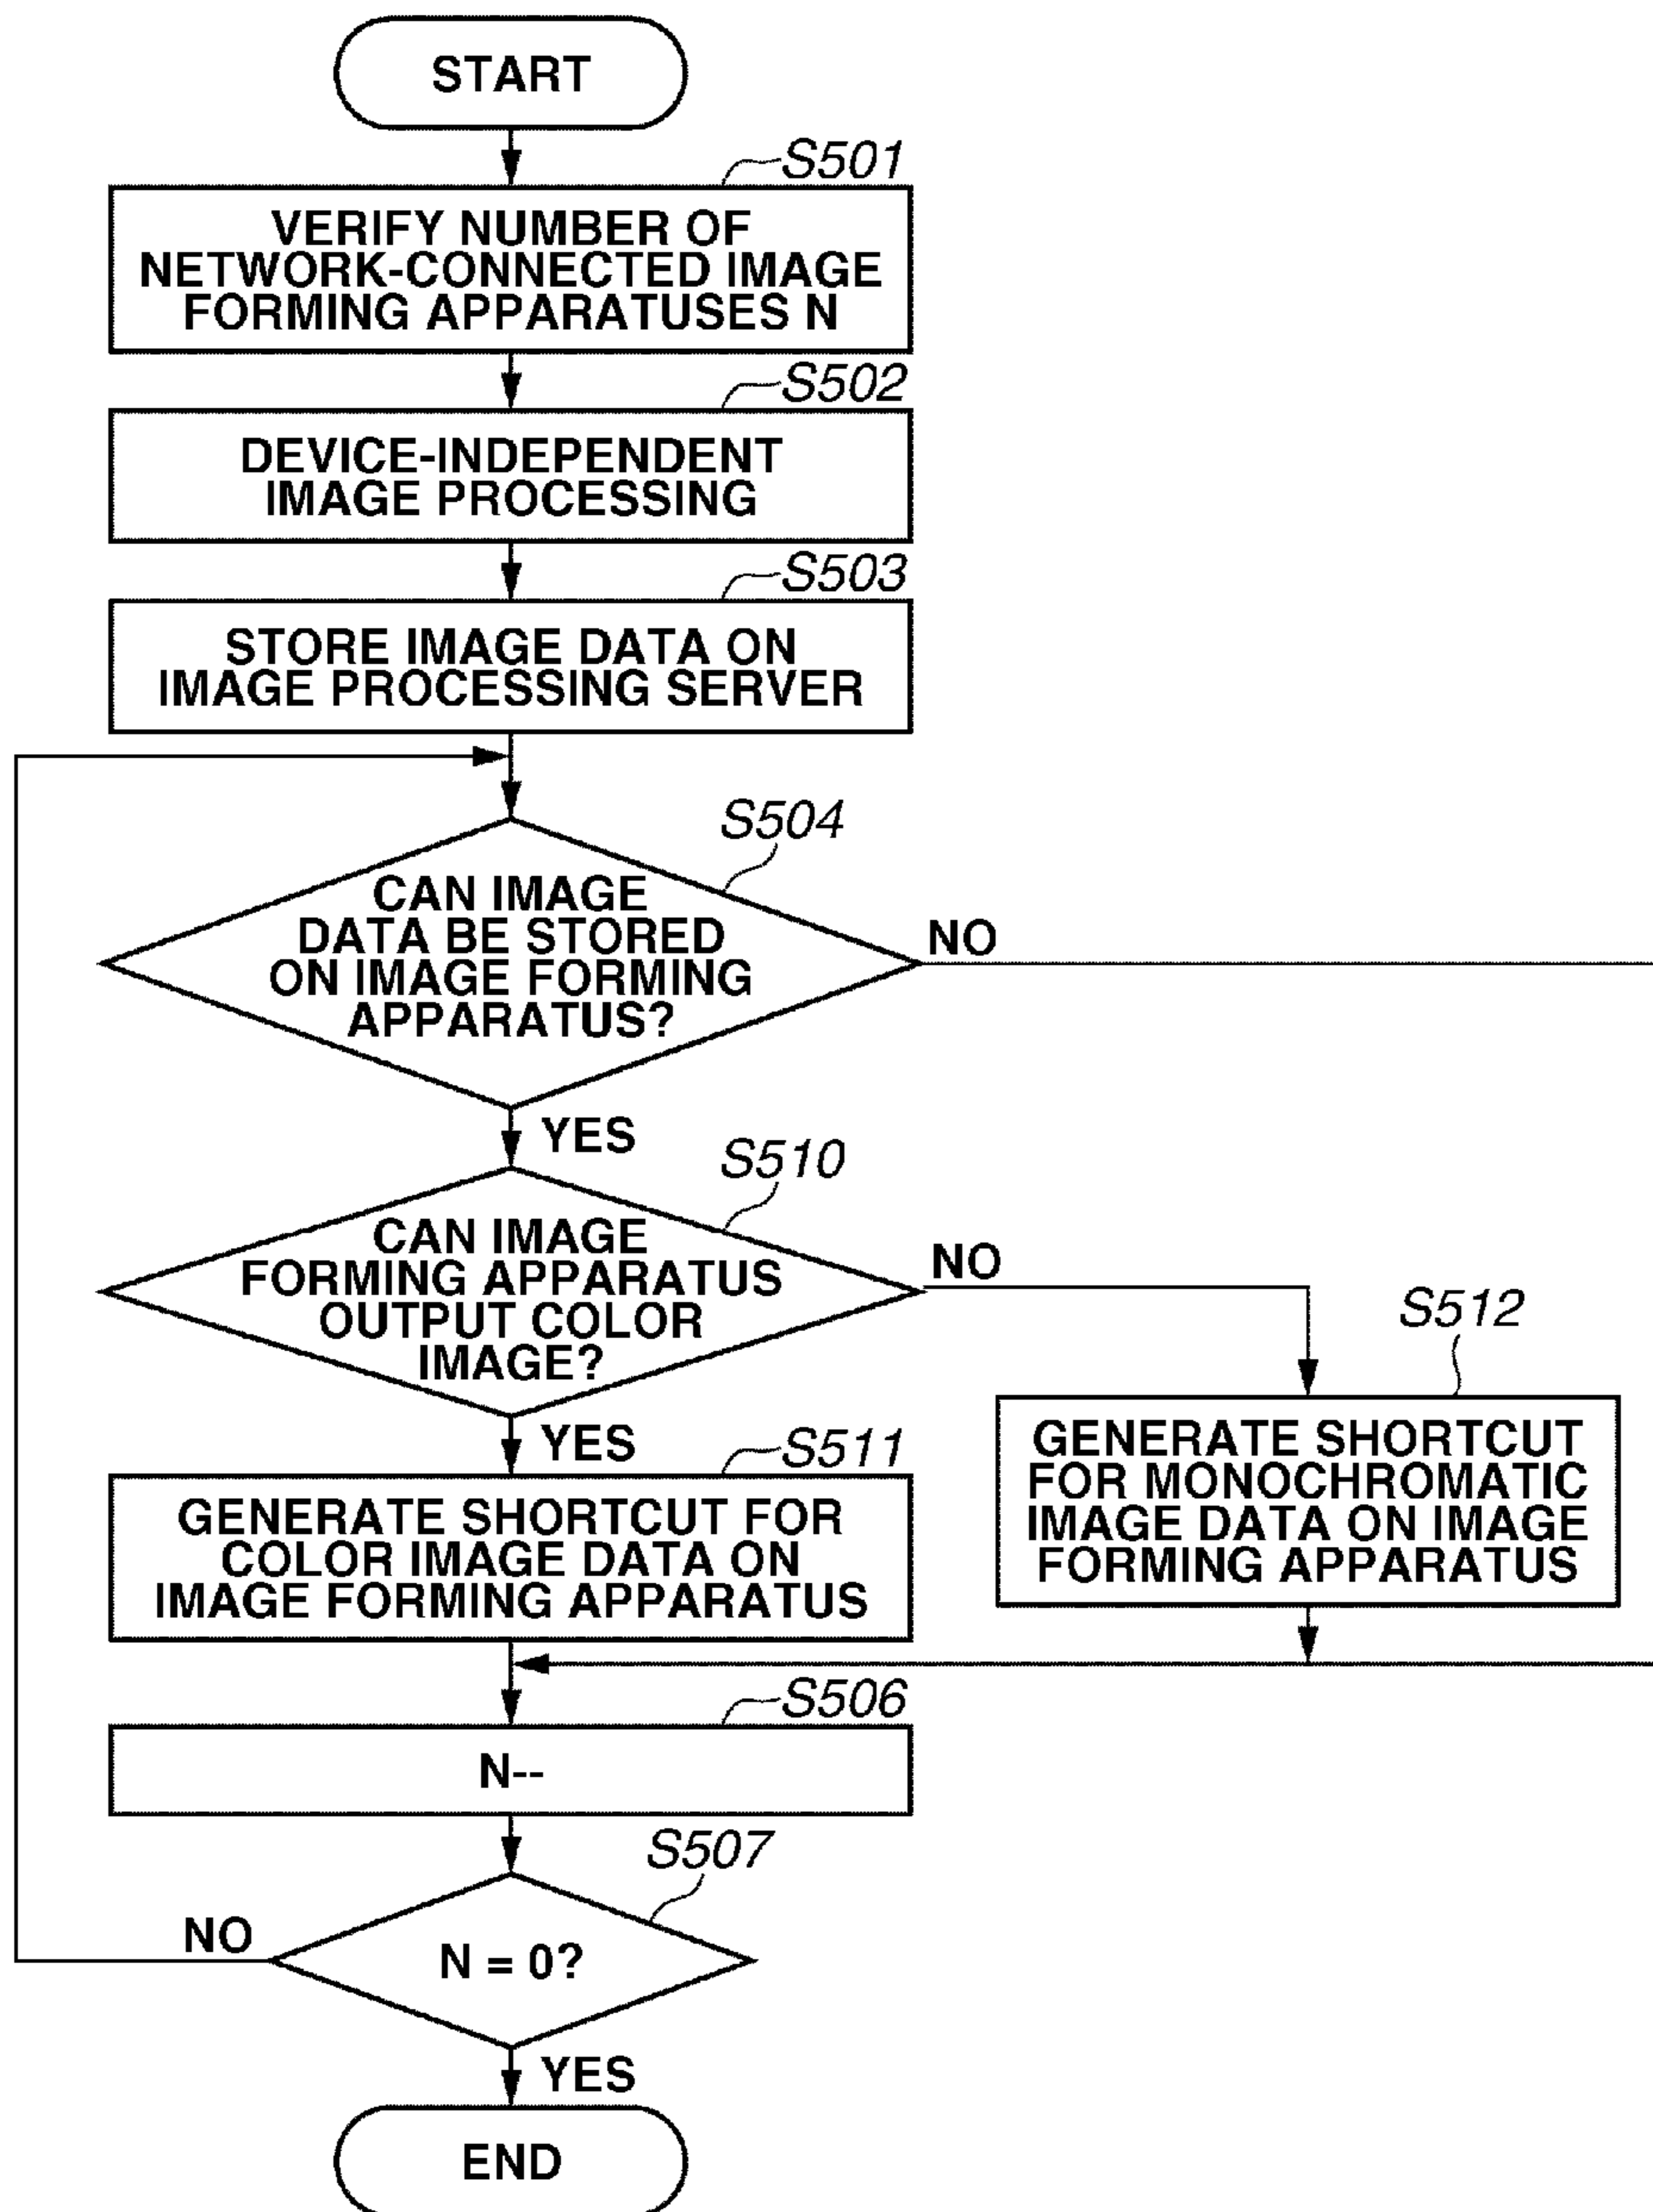 START
S501
VERIFY NUMBER OF
NETWORK-CONNECTED IMAGE
FORMING APPARATUSES N
S502
DEVICE-INDEPENDENT
IMAGE PROCESSING
S503
STORE IMAGE DATA ON
IMAGE PROCESSING SERVER
S504
CAN IMAGE
DATA BE STORED
ON IMAGE FORMING
APPARATUS?
NO
YES
S510
CAN IMAGE
FORMING APPARATUS
OUTPUT COLOR
IMAGE?
NO
YES
S512
GENERATE SHORTCUT
FOR MONOCHROMATIC
IMAGE DATA ON IMAGE
FORMING APPARATUS
S511
GENERATE SHORTCUT FOR
COLOR IMAGE DATA ON
IMAGE FORMING APPARATUS
S506
N--
S507
N = 0?
NO
YES
END